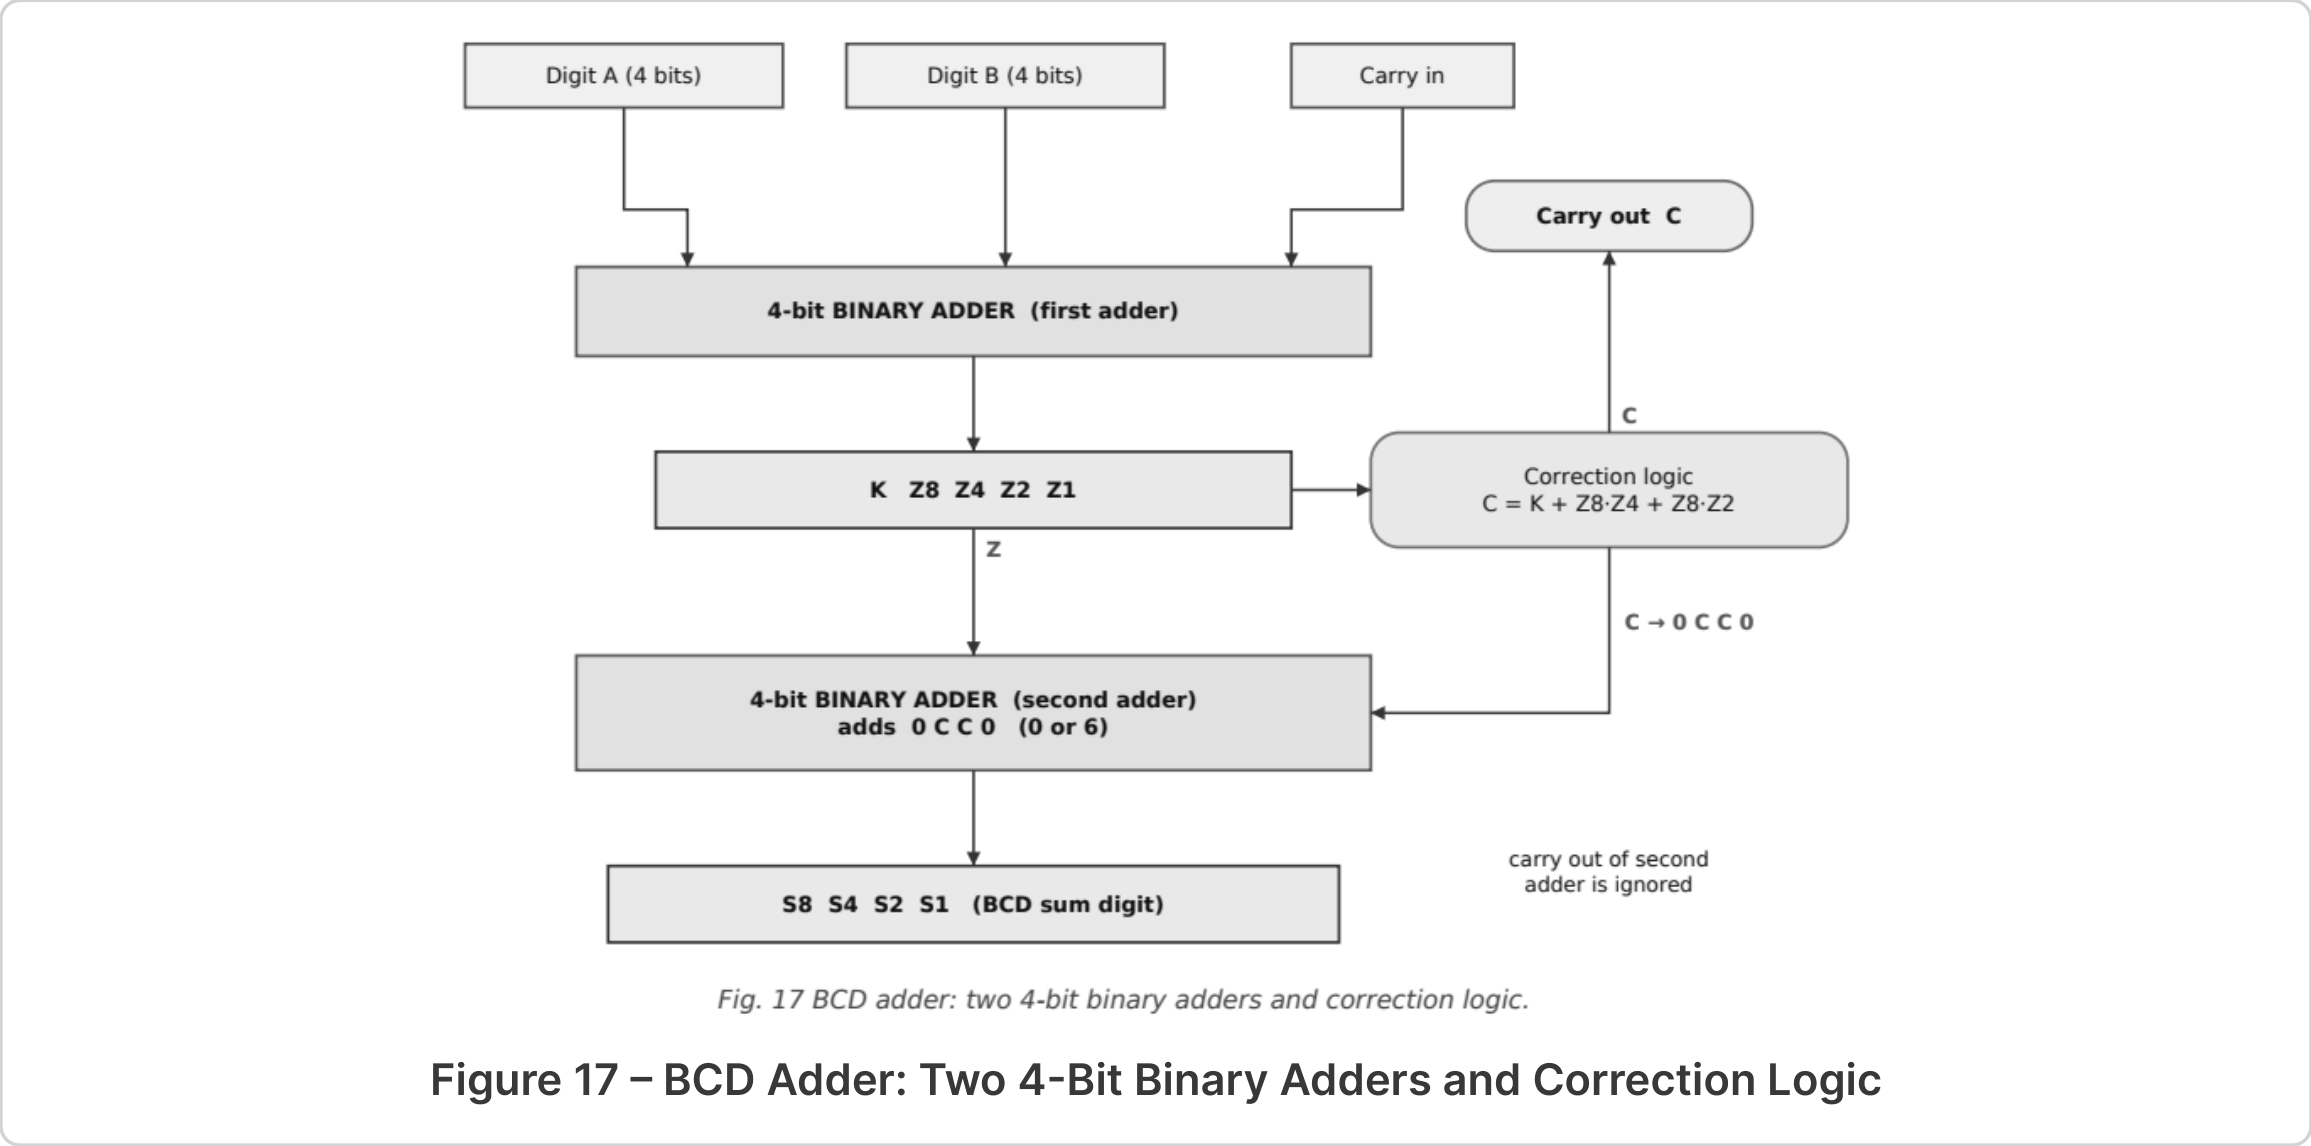 Digit A (4 bits)
Digit B (4 bits)
Carry in
Carry out C
4-bit BINARY ADDER (first adder)
C
K Z8 Z4 Z2 Z1
Correction logic
C = K + Z8·Z4 + Z8·Z2
Z
C → 0 C C 0
4-bit BINARY ADDER (second adder)
adds 0 C C 0 (0 or 6)
carry out of second
adder is ignored
S8 S4 S2 S1 (BCD sum digit)
Fig. 17 BCD adder: two 4-bit binary adders and correction logic.
Figure 17 – BCD Adder: Two 4-Bit Binary Adders and Correction Logic